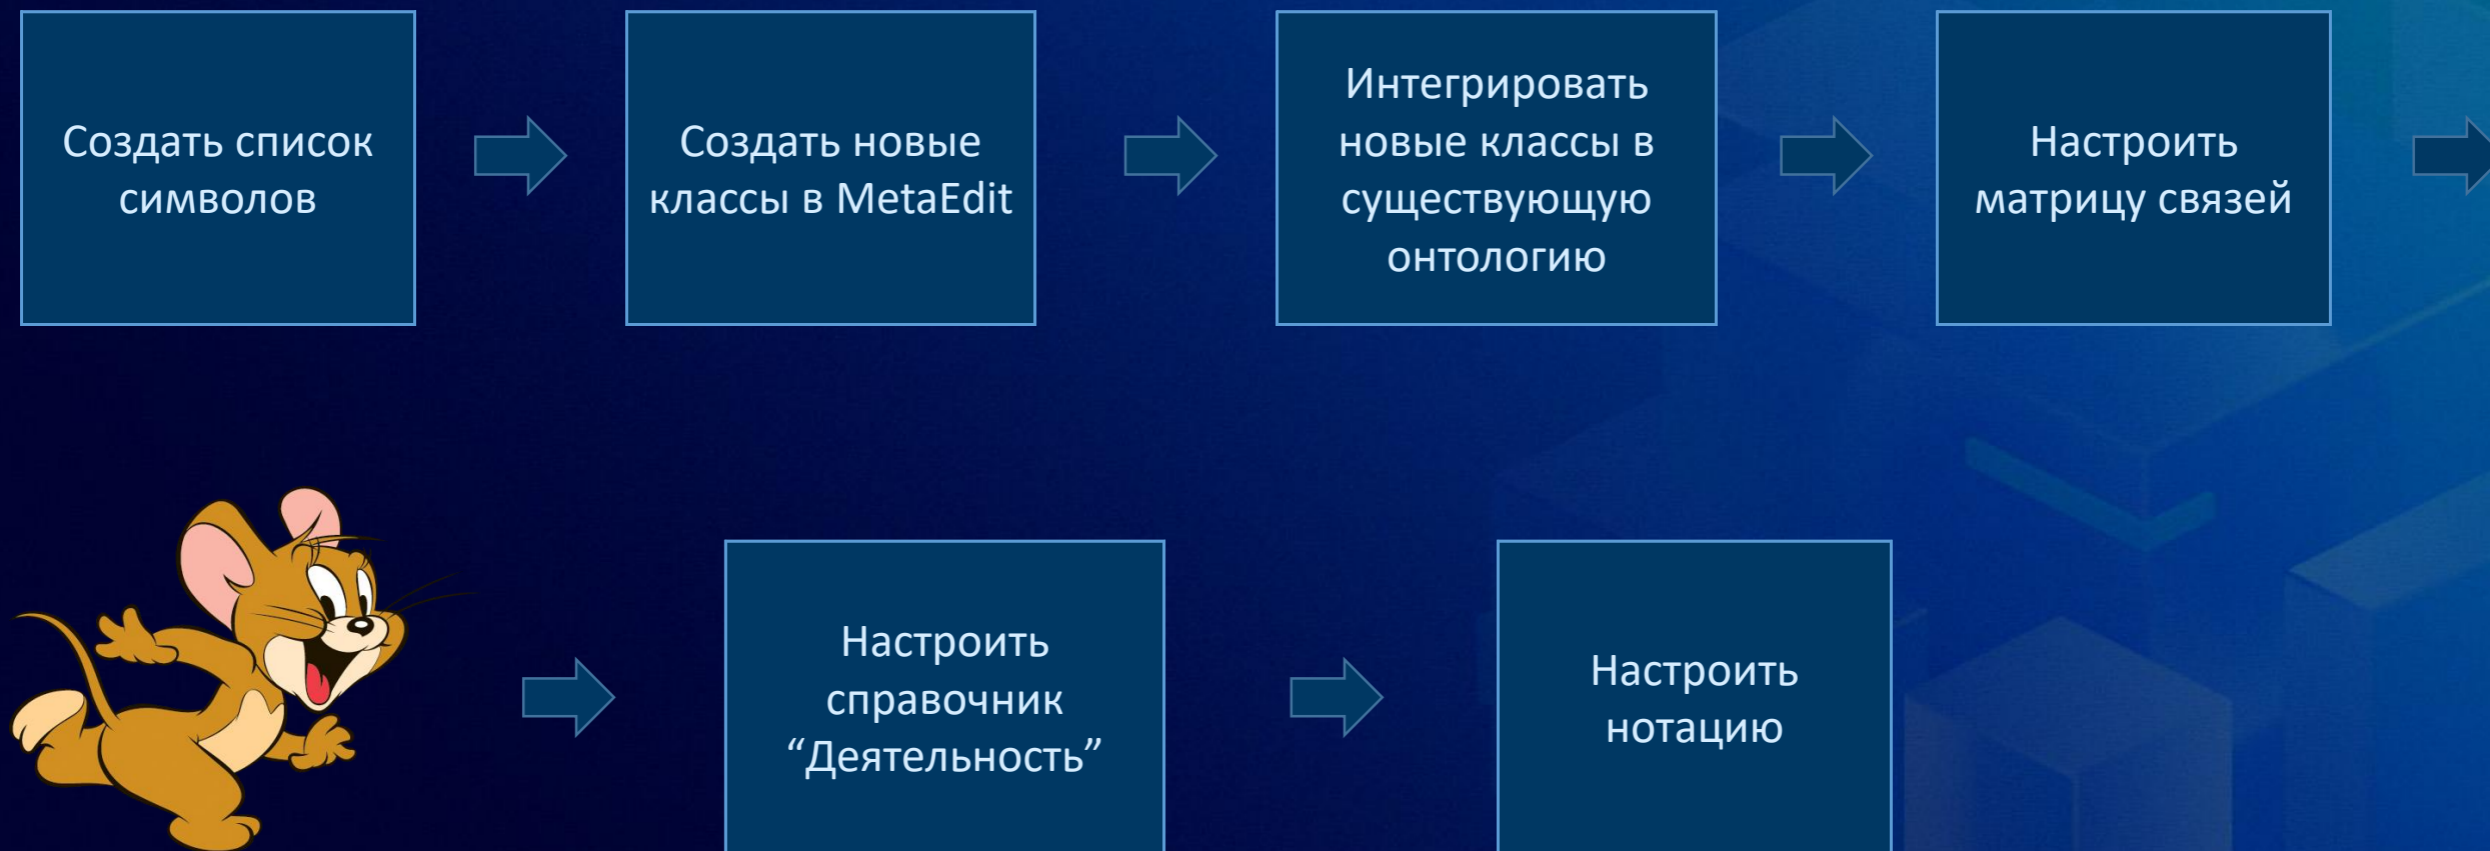 Создать список
символов
Создать новые
классы в MetaEdit
Интегрировать
новые классы в
существующую
онтологию
Настроить
матрицу связей
Настроить
справочник
“Деятельность”
Настроить
нотацию